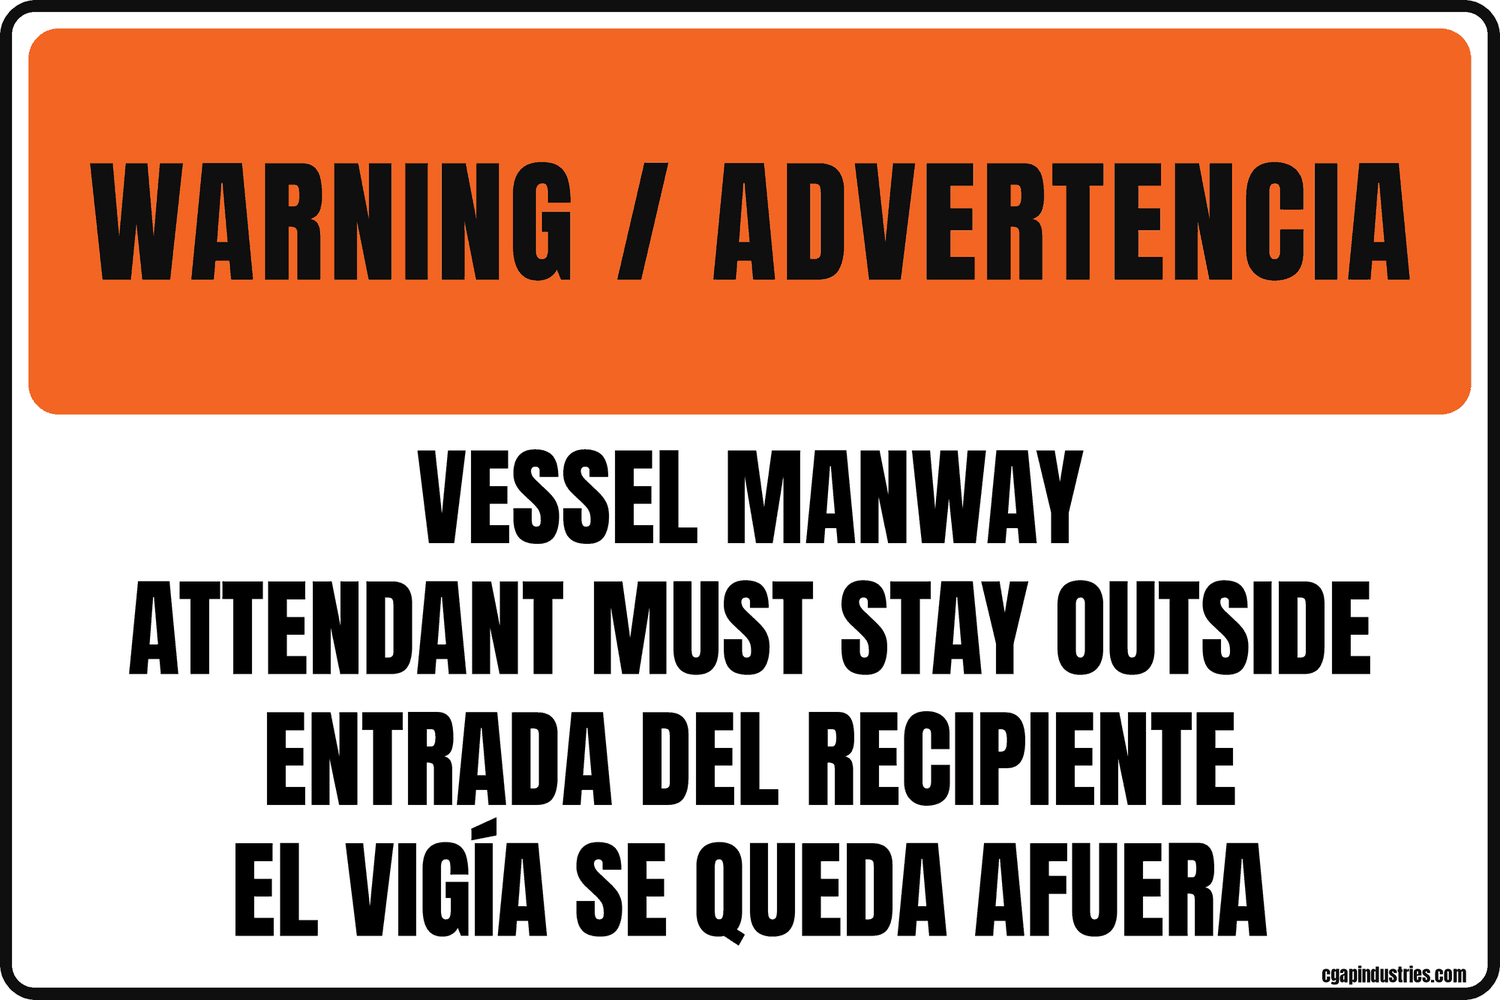 WARNING / ADVERTENCIA
VESSEL MANWAY
ATTENDANT MUST STAY OUTSIDE
ENTRADA DEL RECIPIENTE
EL VIGÍA SE QUEDA AFUERA
cgapindustries.com